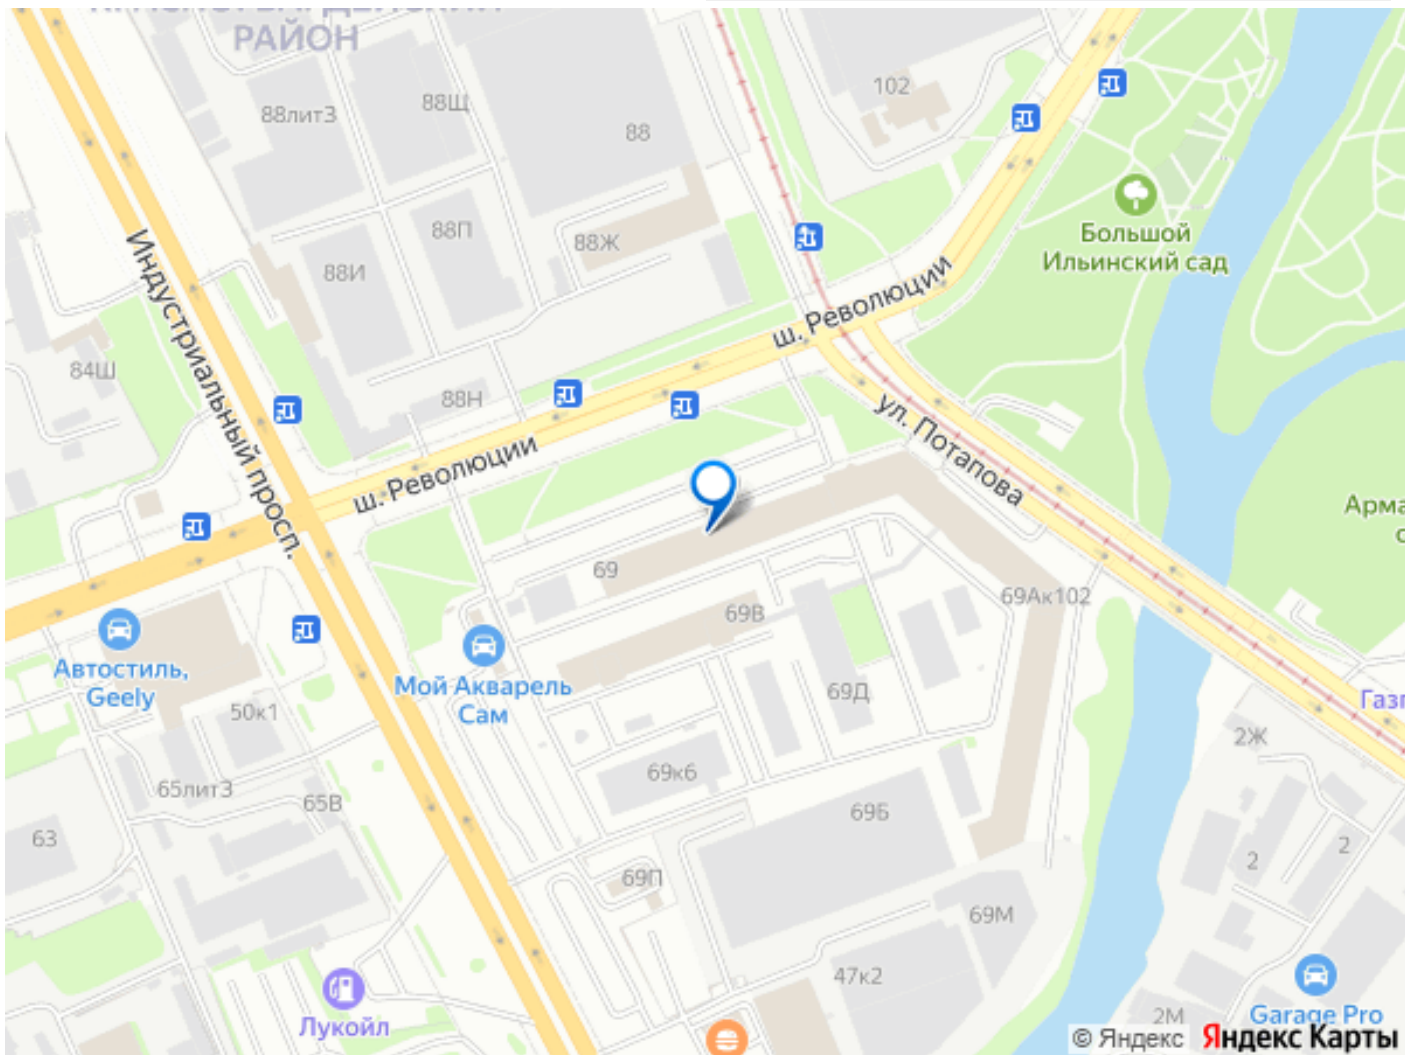 РАЙОН
88лит3
88Щ
88
102
88П
88Ж
88И
Большой
Ильинский сад
Индустриальный просп.
ш. Революции
84Ш
88Н
ул. Потапова
ш. Революции
69
69В
69Ак102
Автостиль,
Geely
Мой Акварель
Сам
50к1
69Д
2Ж
69к6
65лит3
65В
69Б
63
2
2
69П
69М
47к2
Лукойл
2М
Garage Pro
© Яндекс
Яндекс Карты